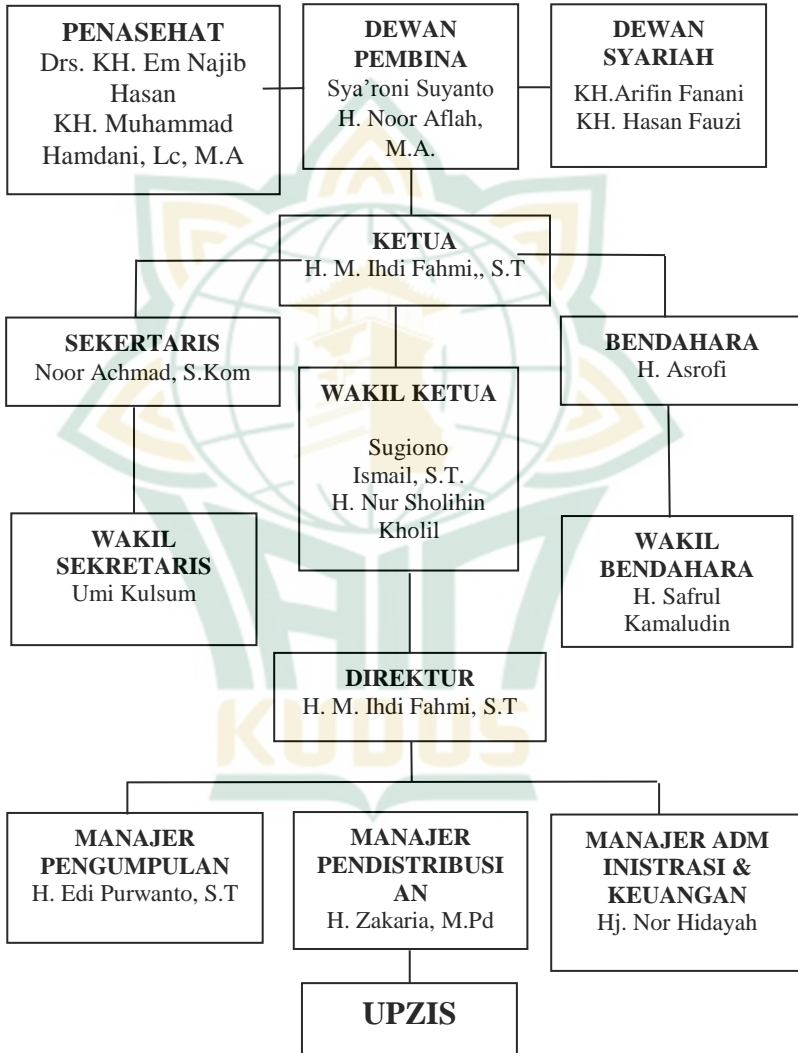 PENASEHAT
Drs. KH. Em Najib
Hasan
KH. Muhammad
Hamdani, Lc, M.A
DEWAN
PEMBINA
Sya’roni Suyanto
H. Noor Aflah,
M.A.
DEWAN
SYARIAH
KH.Arifin Fanani
KH. Hasan Fauzi
KETUA
H. M. Ihdi Fahmi,, S.T
SEKERTARIS
Noor Achmad, S.Kom
WAKIL KETUA
Sugiono
Ismail, S.T.
H. Nur Sholihin
Kholil
BENDAHARA
H. Asrofi
WAKIL
SEKRETARIS
Umi Kulsum
WAKIL
BENDAHARA
H. Safrul
Kamaludin
DIREKTUR
H. M. Ihdi Fahmi, S.T
KUDUS
MANAJER
PENGUMPULAN
H. Edi Purwanto, S.T
MANAJER
PENDISTRIBUSI
AN
H. Zakaria, M.Pd
MANAJER ADM
INISTRASI &
KEUANGAN
Hj. Nor Hidayah
UPZIS